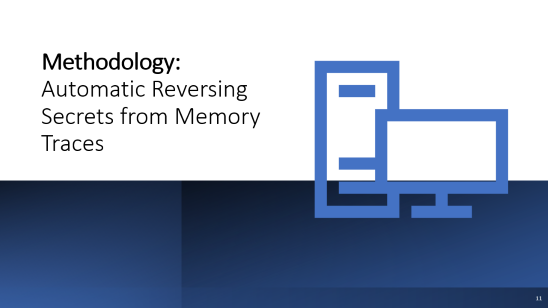 Methodology:
Automatic Reversing
Secrets from Memory
Traces
11